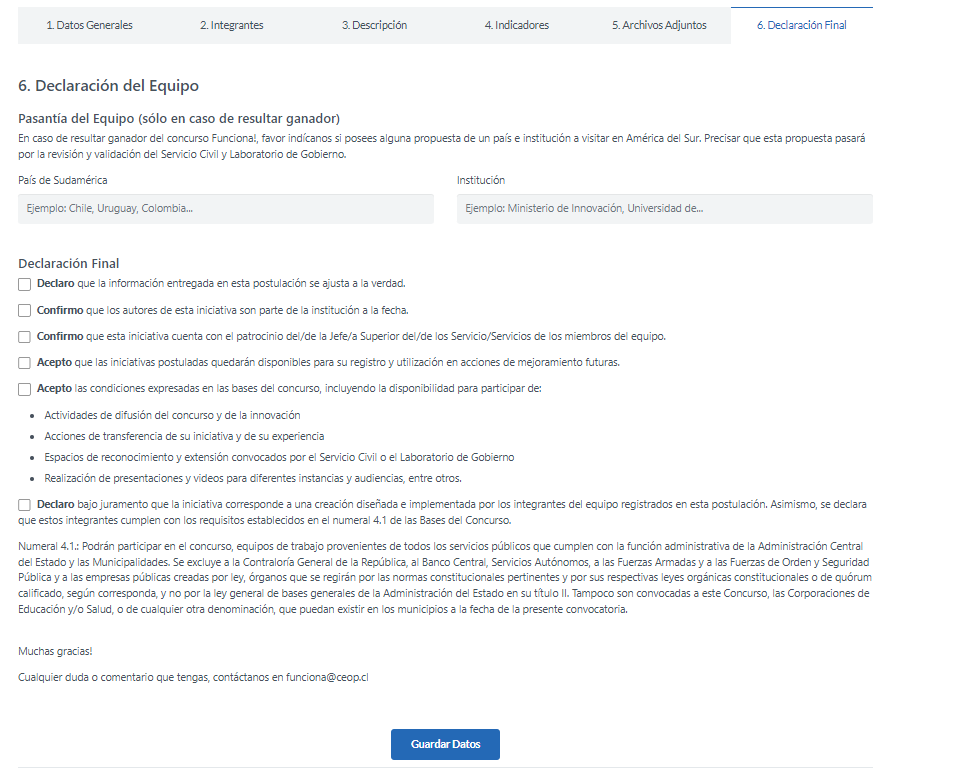 1. Datos Generales
2. Integrantes
3. Descripción
4. Indicadores
5. Archivos Adjuntos
6. Declaración Final
6. Declaración del Equipo
Pasantía del Equipo (sólo en caso de resultar ganador)
En caso de resultar ganador del concurso Funciona!, favor indícanos si posees alguna propuesta de un país e institución a visitar en América del Sur. Precisar que esta propuesta pasará
por la revisión y validación del Servicio Civil y Laboratorio de Gobierno.
País de Sudamérica
Institución
Ejemplo: Chile, Uruguay, Colombia...
Ejemplo: Ministerio de Innovación, Universidad de...
Declaración Final
Declaro que la información entregada en esta postulación se ajusta a la verdad.
Confirmo que los autores de esta iniciativa son parte de la institución a la fecha.
Confirmo que esta iniciativa cuenta con el patrocinio del/de la Jefe/a Superior del/de los Servicio/Servicios de los miembros del equipo.
Acepto que las iniciativas postuladas quedarán disponibles para su registro y utilización en acciones de mejoramiento futuras.
Acepto las condiciones expresadas en las bases del concurso, incluyendo la disponibilidad para participar de:
• Actividades de difusión del concurso y de la innovación
• Acciones de transferencia de su iniciativa y de su experiencia
• Espacios de reconocimiento y extensión convocados por el Servicio Civil o el Laboratorio de Gobierno
• Realización de presentaciones y videos para diferentes instancias y audiencias, entre otros.
Declaro bajo juramento que la iniciativa corresponde a una creación diseñada e implementada por los integrantes del equipo registrados en esta postulación. Asimismo, se declara
que estos integrantes cumplen con los requisitos establecidos en el numeral 4.1 de las Bases del Concurso.
Numeral 4.1.: Podrán participar en el concurso, equipos de trabajo provenientes de todos los servicios públicos que cumplen con la función administrativa de la Administración Central
del Estado y las Municipalidades. Se excluye a la Contraloría General de la República, al Banco Central, Servicios Autónomos, a las Fuerzas Armadas y a las Fuerzas de Orden y Seguridad
Pública y a las empresas públicas creadas por ley, órganos que se regirán por las normas constitucionales pertinentes y por sus respectivas leyes orgánicas constitucionales o de quórum
calificado, según corresponda, y no por la ley general de bases generales de la Administración del Estado en su título II. Tampoco son convocadas a este Concurso, las Corporaciones de
Educación y/o Salud, o de cualquier otra denominación, que puedan existir en los municipios a la fecha de la presente convocatoria.
Muchas gracias!
Cualquier duda o comentario que tengas, contáctanos en funciona@ceop.cl
Guardar Datos